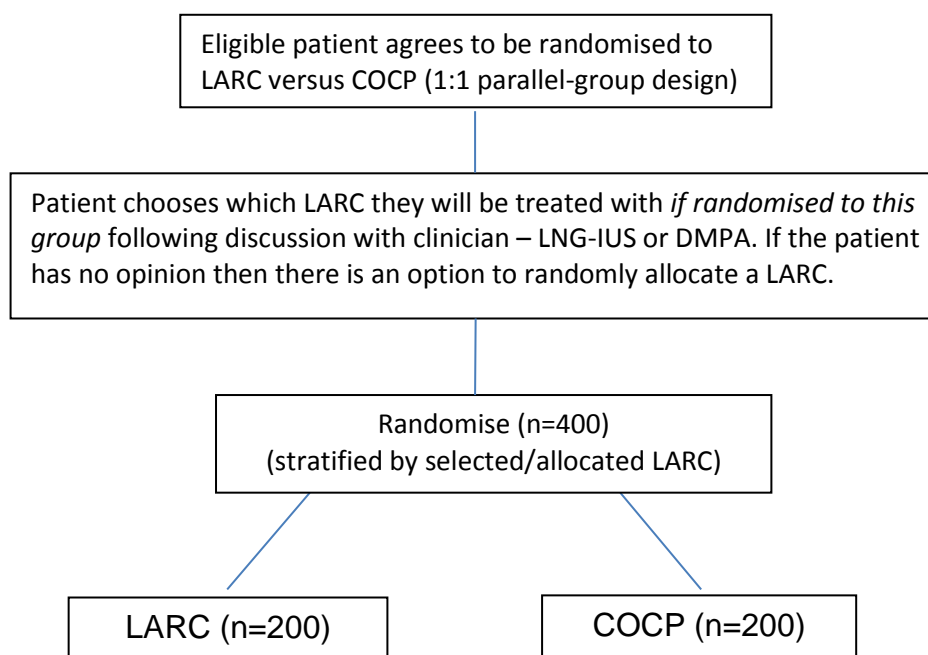 Eligible patient agrees to be randomised to
LARC versus COCP (1:1 parallel-group design)
Patient chooses which LARC they will be treated with if randomised to this
group following discussion with clinician – LNG-IUS or DMPA. If the patient
has no opinion then there is an option to randomly allocate a LARC.
Randomise (n=400)
(stratified by selected/allocated LARC)
LARC (n=200)
COCP (n=200)